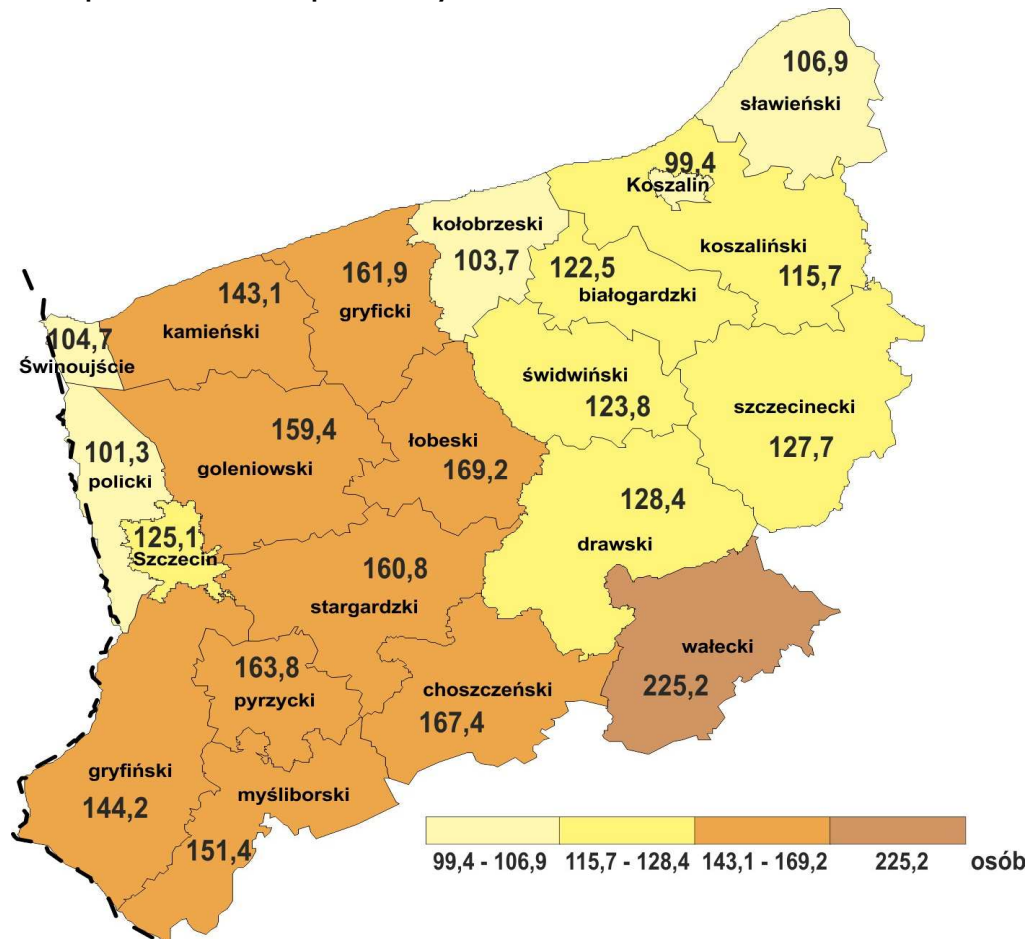 106,9
sławieński
99,4
Koszalin
kołobrzeski
103,7
koszaliński
115,7
122,5
białogardzki
161,9
gryficki
143,1
kamieński
104,7
Świnoujście
świdwiński
123,8
szczecinecki
127,7
159,4
goleniowski
łobeski
169,2
101,3
policki
125,1
Szczecin
128,4
drawski
160,8
stargardzki
wałecki
225,2
163,8
pyrzycki
choszczeński
167,4
gryfiński
144,2
myśliborski
151,4
99,4 - 106,9 115,7 - 128,4 143,1 - 169,2 225,2 osób